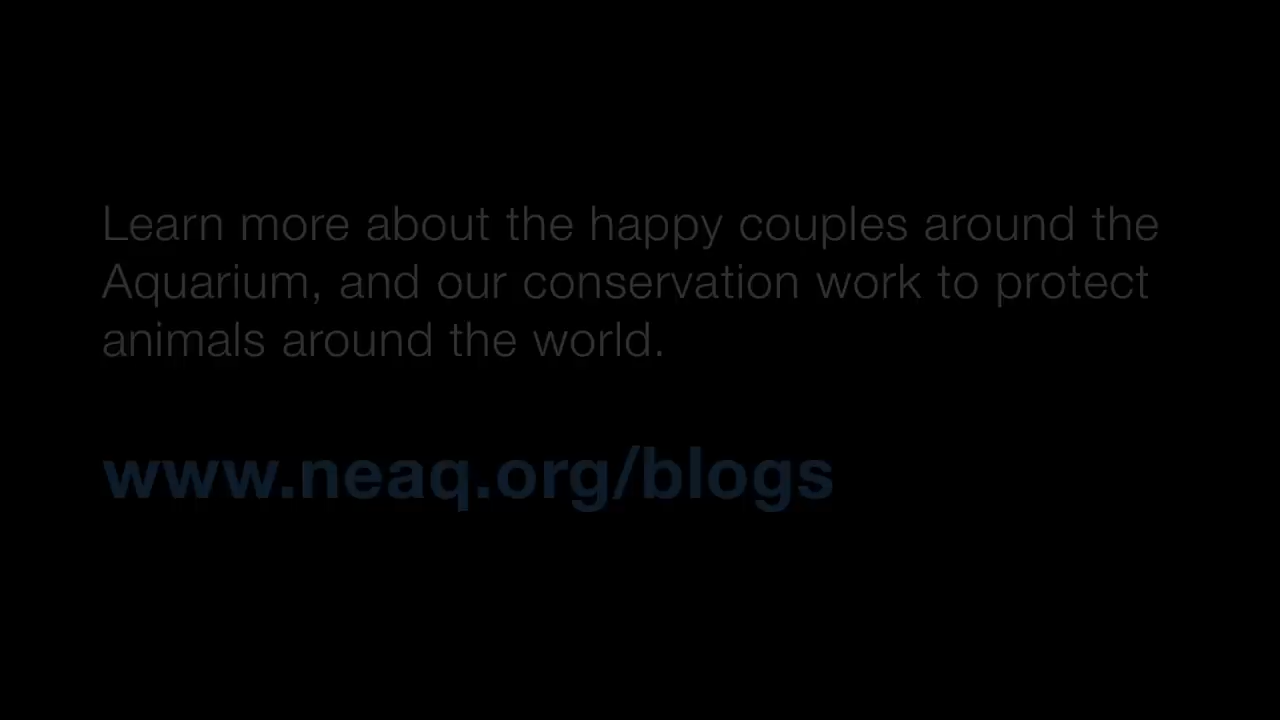 Learn more about the happy couples around the
Aquarium, and our conservation work to protect
animals around the world.
www.neaq.org/blogs